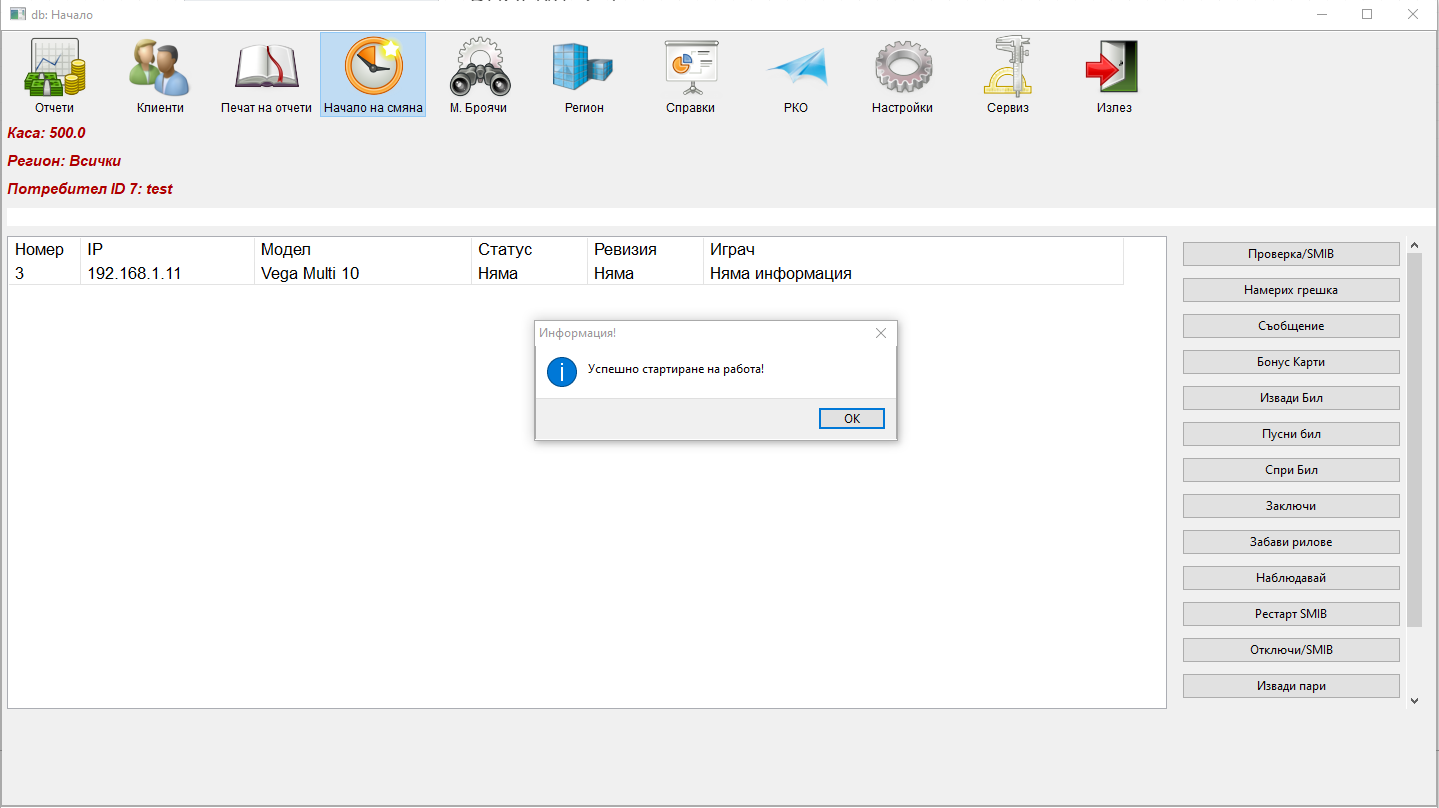 db: Начало
Отчети
Клиенти
Печат на отчети
Начало на смяна
М. Броячи
Регион
Справки
РКО
Настройки
Сервиз
Излез
Каса: 500.0
Регион: Всички
Потребител ID 7: test
Номер IP Модел Статус Ревизия Играч
3 192.168.1.11 Vega Multi 10 Няма Няма Няма информация
Информация!
Успешно стартиране на работа!
OK
Проверка/SMIB
Намерих грешка
Съобщение
Бонус Карти
Извади Бил
Пусни бил
Спри Бил
Заключи
Забави рилове
Наблюдавай
Рестарт SMIB
Отключи/SMIB
Извади пари